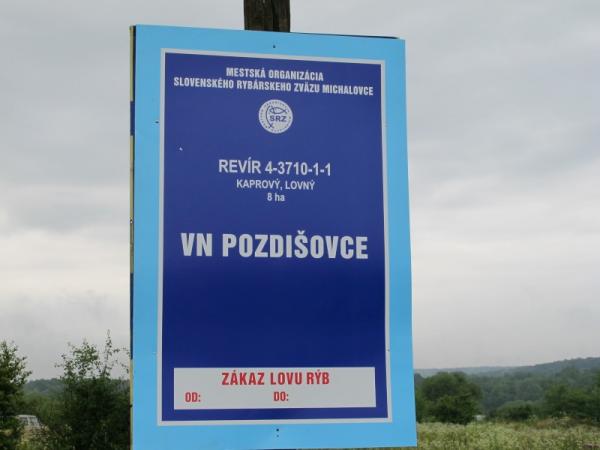 MESTSKÁ ORGANIZÁCIA
SLOVENSKÉHO RYBÁRSKEHO ZVÄZU MICHALOVCE
SRZ
REVÍR 4-3710-1-1
KAPROVÝ, LOVNÝ
8 ha
VN POZDIŠOVCE
ZÁKAZ LOVU RÝB
OD: DO: